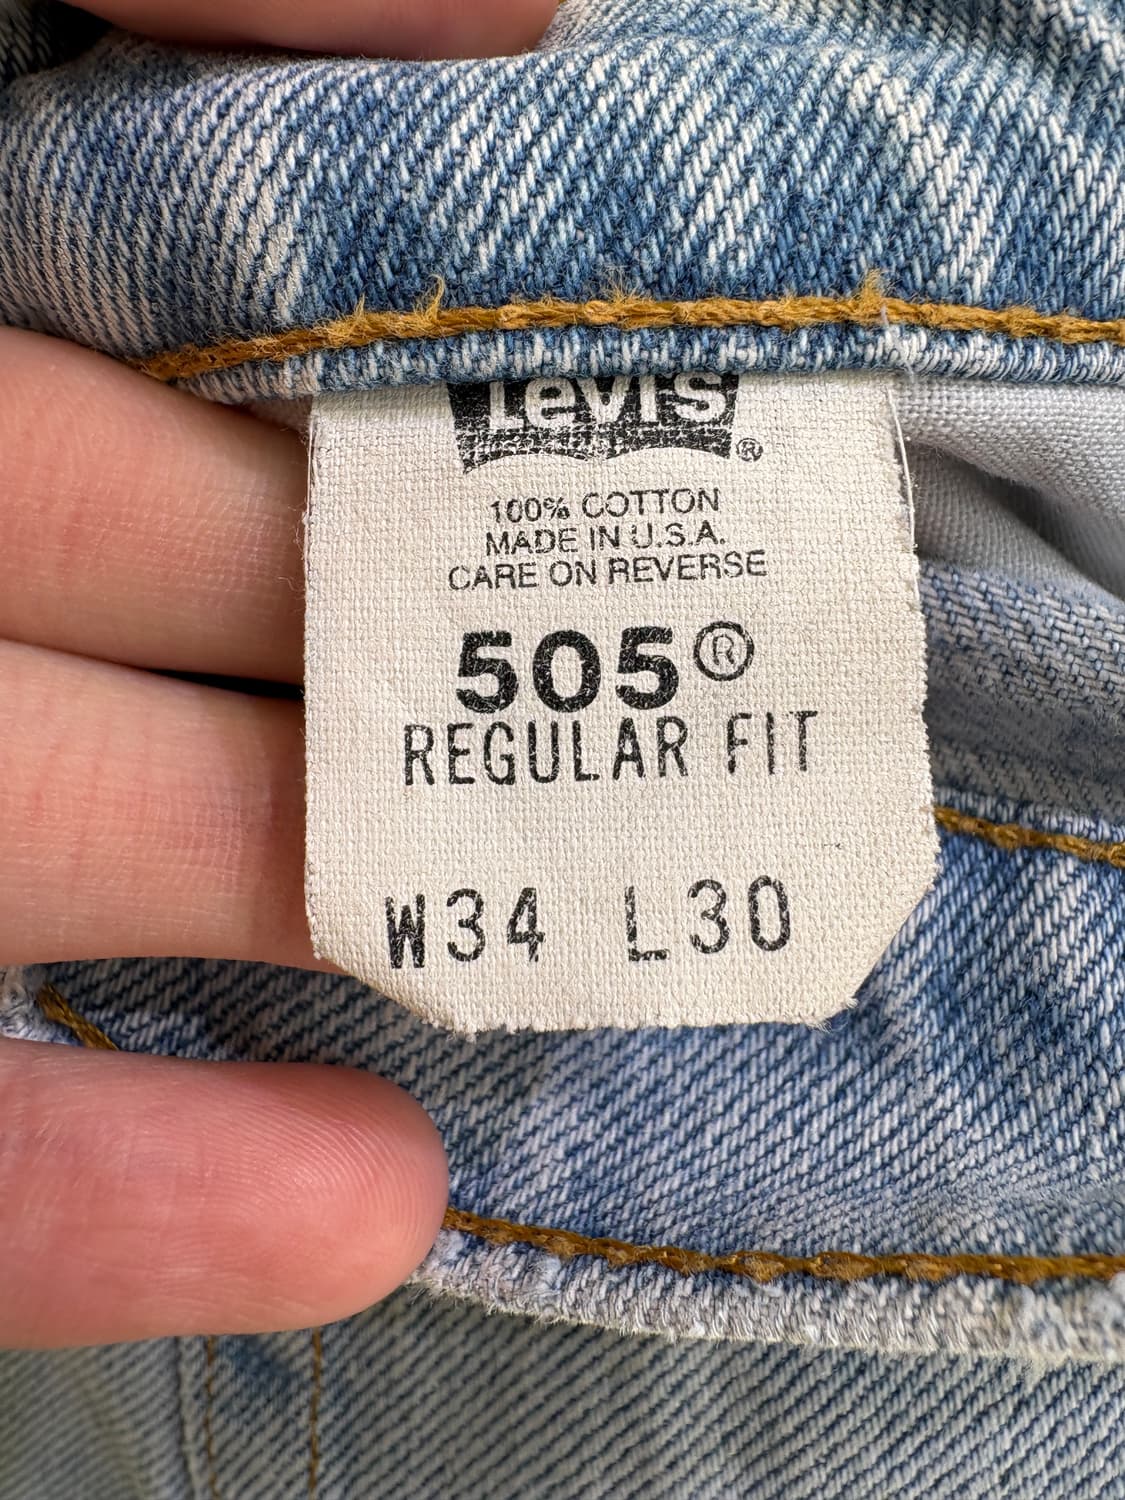 Levi's ®
100% COTTON
MADE IN U.S.A.
CARE ON REVERSE
505®
REGULAR FIT
W34 L30